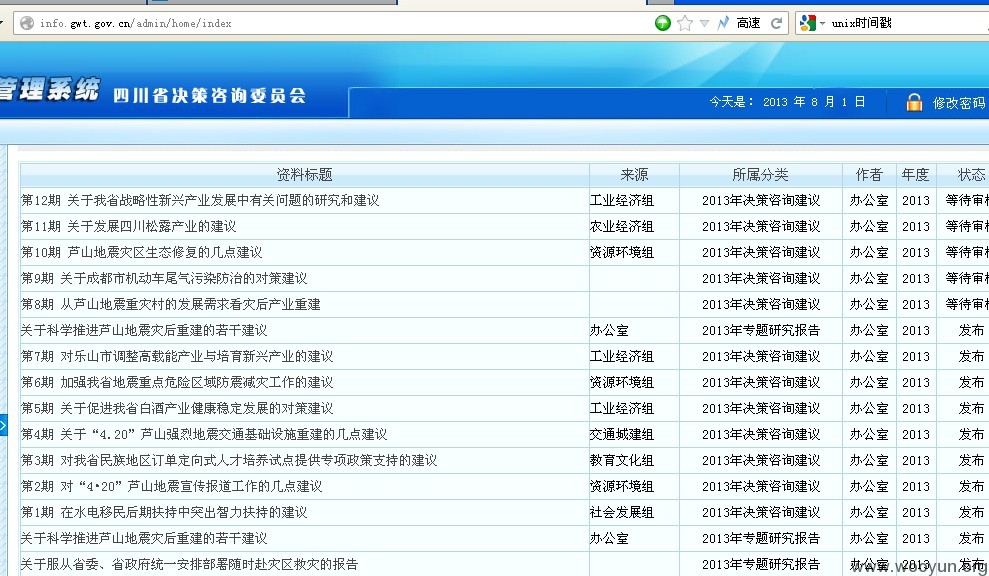 info.gwt.gov.cn/admin/home/index 高速 unix时间戳
管理系统 四川省决策咨询委员会
今天是： 2013 年 8 月 1 日 修改密码
资料标题 来源 所属分类 作者 年度 状态
第12期 关于我省战略性新兴产业发展中有关问题的研究和建议 工业经济组 2013年决策咨询建议 办公室 2013 等待审核
第11期 关于发展四川松露产业的建议 农业经济组 2013年决策咨询建议 办公室 2013 等待审核
第10期 芦山地震灾区生态修复的几点建议 资源环境组 2013年决策咨询建议 办公室 2013 等待审核
第9期 关于成都市机动车尾气污染防治的对策建议 2013年决策咨询建议 办公室 2013 等待审核
第8期 从芦山地震重灾村的发展需求看灾后产业重建 2013年决策咨询建议 办公室 2013 等待审核
关于科学推进芦山地震灾后重建的若干建议 办公室 2013年专题研究报告 办公室 2013 发布
第7期 对乐山市调整高载能产业与培育新兴产业的建议 工业经济组 2013年决策咨询建议 办公室 2013 发布
第6期 加强我省地震重点危险区域防震减灾工作的建议 资源环境组 2013年决策咨询建议 办公室 2013 发布
第5期 关于促进我省白酒产业健康稳定发展的对策建议 工业经济组 2013年决策咨询建议 办公室 2013 发布
第4期 关于“4.20”芦山强烈地震交通基础设施重建的几点建议 交通城建组 2013年决策咨询建议 办公室 2013 发布
第3期 对我省民族地区订单定向式人才培养试点提供专项政策支持的建议 教育文化组 2013年决策咨询建议 办公室 2013 发布
第2期 对“4·20”芦山地震宣传报道工作的几点建议 资源环境组 2013年决策咨询建议 办公室 2013 发布
第1期 在水电移民后期扶持中突出智力扶持的建议 社会发展组 2013年决策咨询建议 办公室 2013 发布
关于科学推进芦山地震灾后重建的若干建议 办公室 2013年专题研究报告 办公室 2013 发布
关于服从省委、省政府统一安排部署随时赴灾区救灾的报告 2013年专题研究报告 办公室 2013 发布
www.wooyun.org